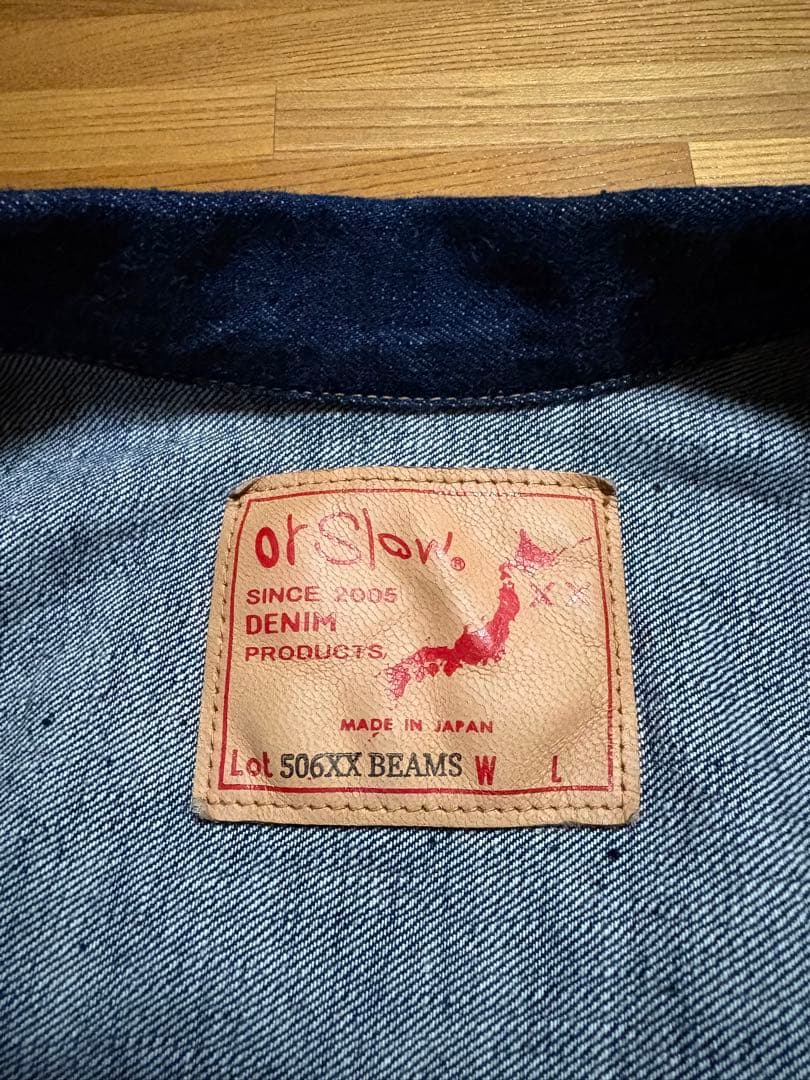 orSlow®
SINCE 2005
DENIM
PRODUCTS
XX
MADE IN JAPAN
Lot 506XX BEAMS W L